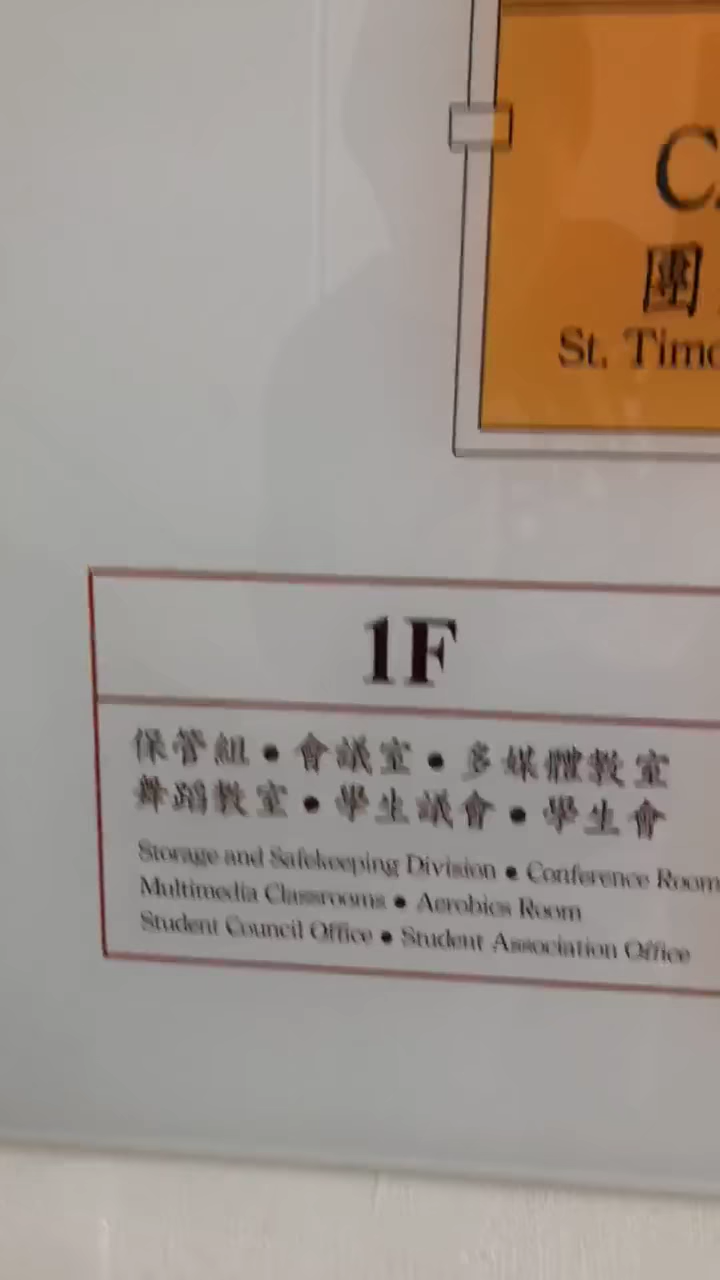 團
St.
1F
保管組•會議室•多媒體教室
舞蹈教室•學生議會•學生會
Storage and Safekeeping Division • Conference Room
Multimedia Classrooms • Aerobics Room
Student Council Office • Student Association Office